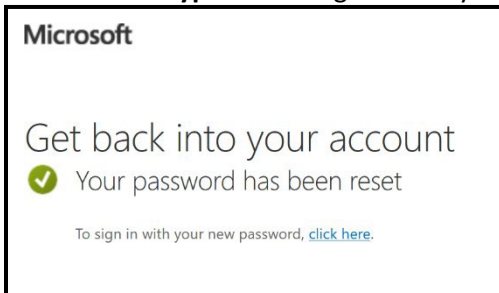 Microsoft
Get back into your account
Your password has been reset
To sign in with your new password, click here.